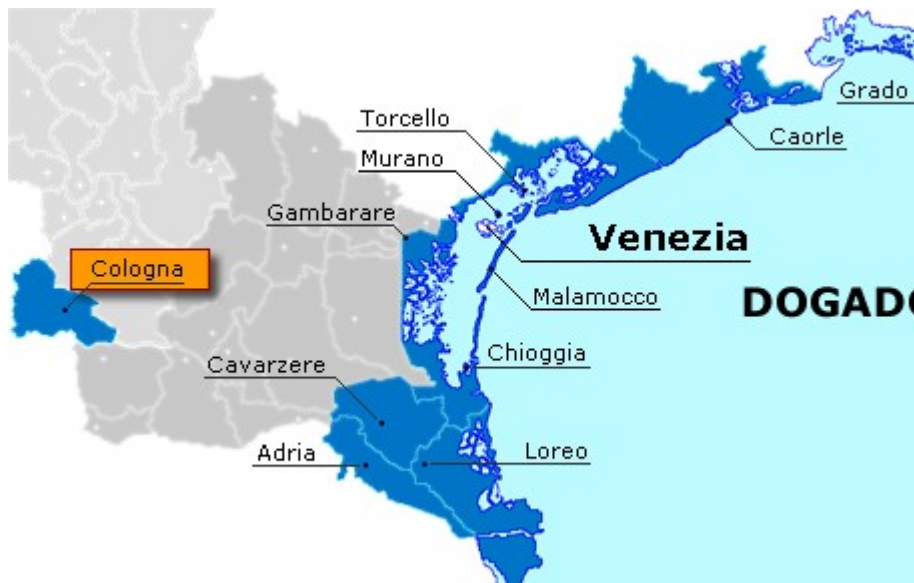 Grado
Torcello
Caorle
Murano
Gambarare
Venezia
Cologna
Malamocco
DOGADO
Chioggia
Cavarzere
Adria
Loreo